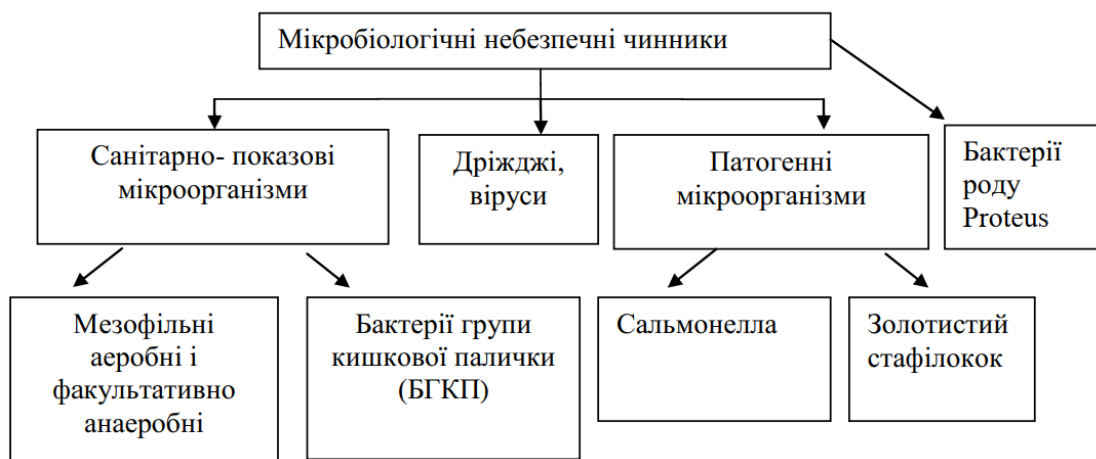 Мікробіологічні небезпечні чинники
Санітарно- показові
мікроорганізми
Дріжджі,
віруси
Патогенні
мікроорганізми
Бактерії
роду
Proteus
Мезофільні
аеробні і
факультативно
анаеробні
Бактерії групи
кишкової палички
(БГКП)
Сальмонелла
Золотистий
стафілокок